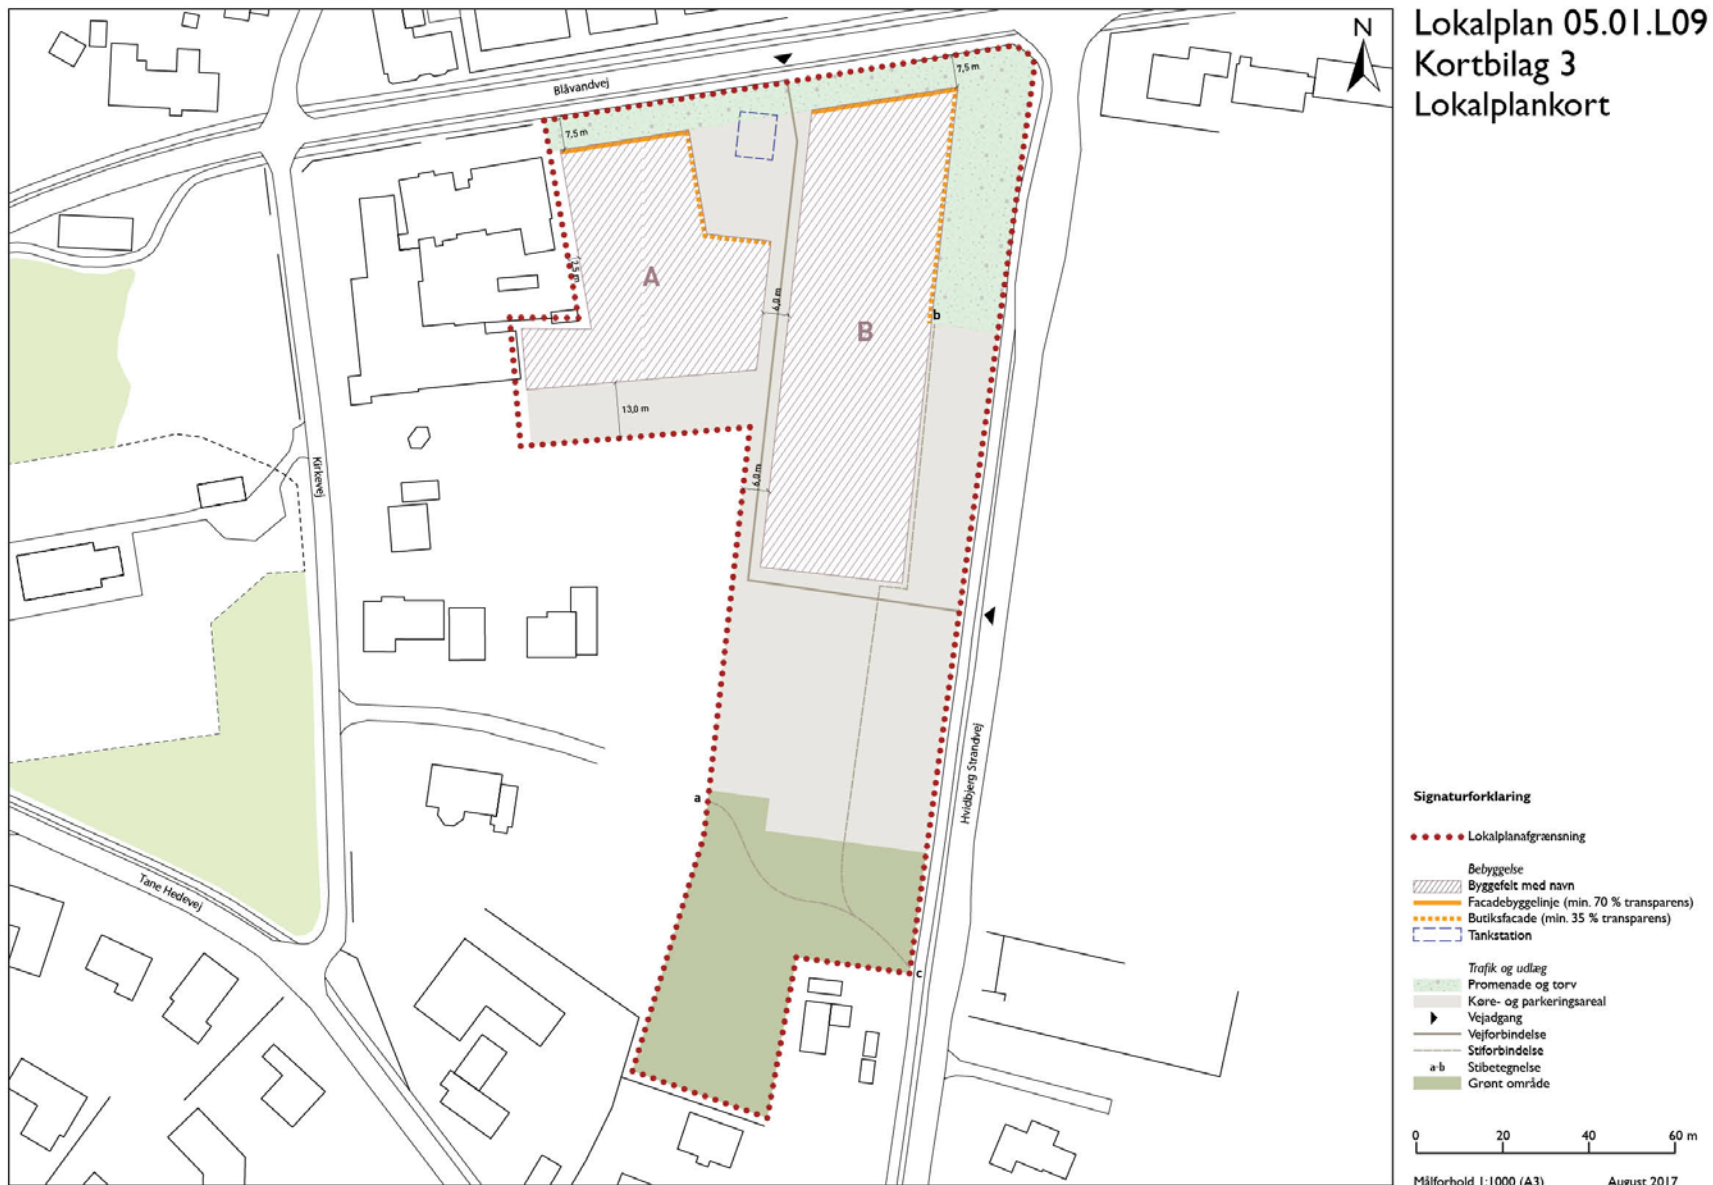 Lokalplan 05.01.L09
Kortbilag 3
Lokalplankort
N
Blåvandvej
7,5 m
7,5 m
A
6,0 m
B
b
13,0 m
6,0 m
Kirkevej
a
Hvidbjerg Strandvej
Tane Hedevej
c
Signaturforklaring
Lokalplanafgrænsning
Bebyggelse
Byggefelt med navn
Facadebyggelinje (min. 70 % transparens)
Butiksfacade (min. 35 % transparens)
Tankstation
Trafik og udlæg
Promenade og torv
Køre- og parkeringsareal
Vejadgang
Vejforbindelse
Stiforbindelse
a-b Stibetegnelse
Grønt område
0 20 40 60 m
Målforhold 1:1000 (A3) August 2017